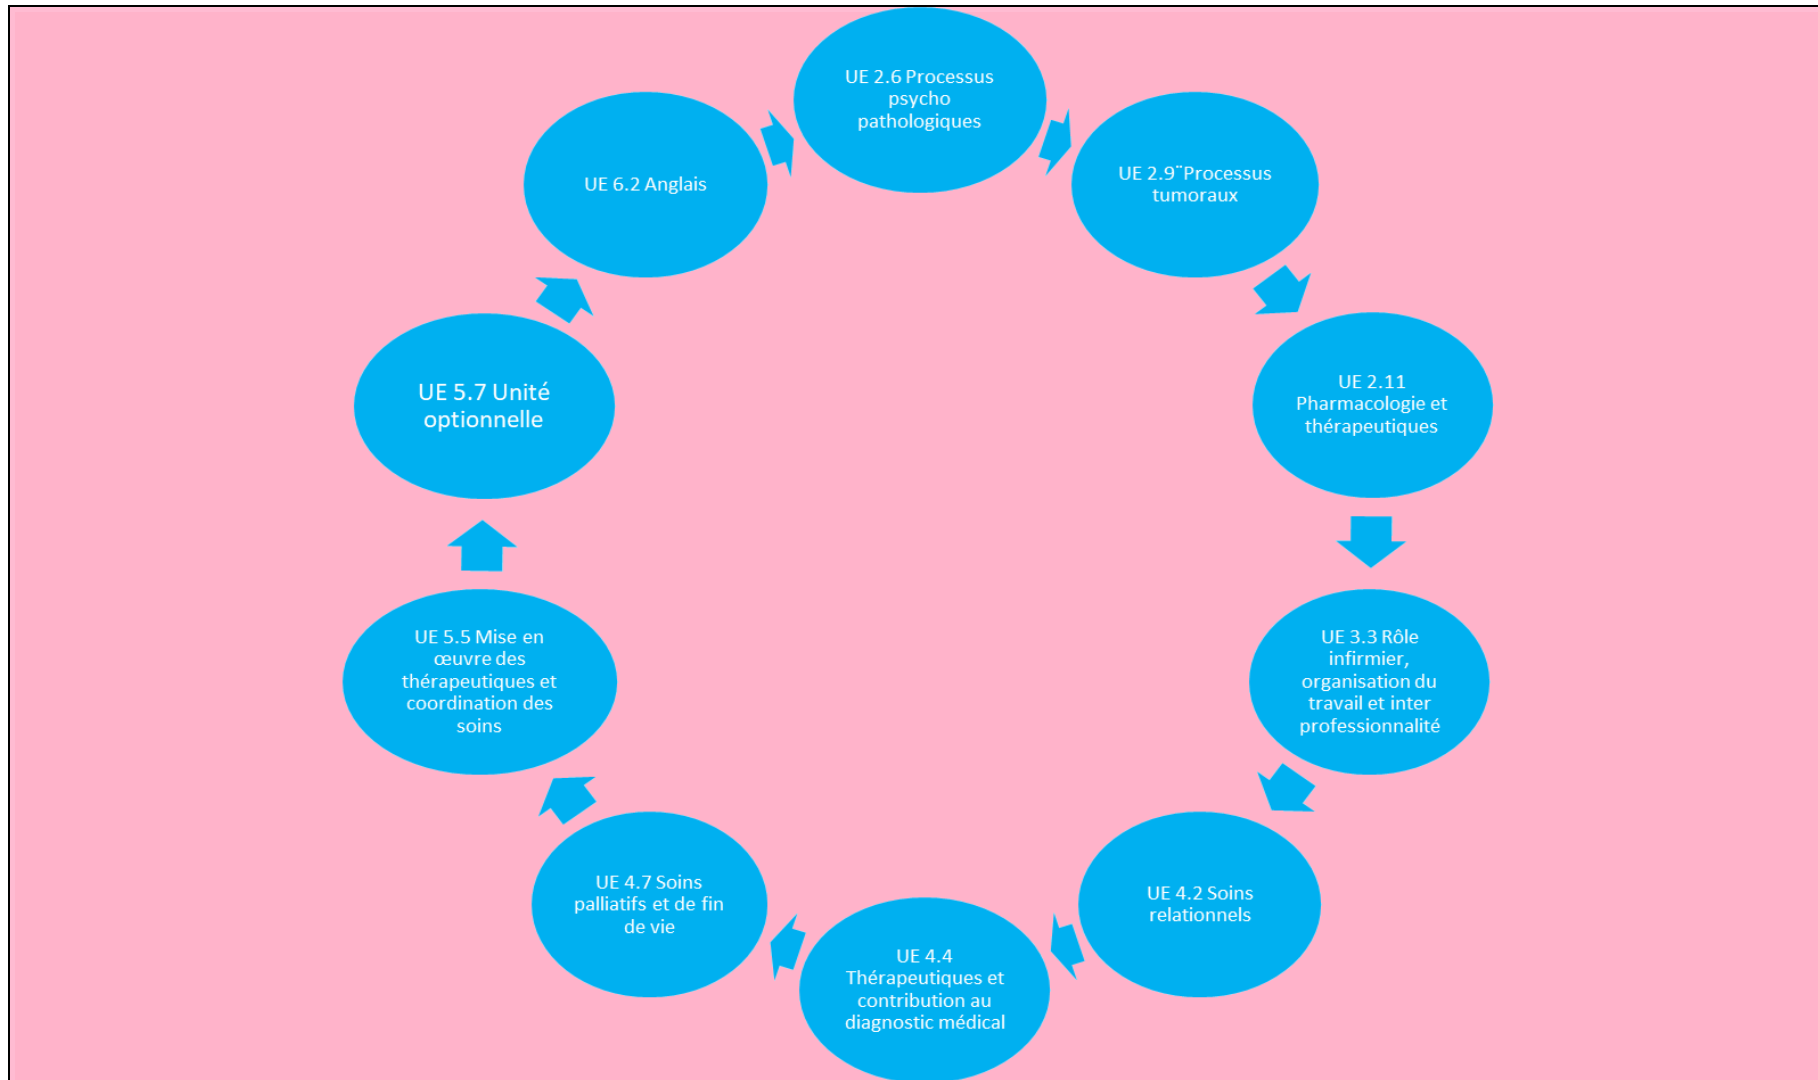 UE 2.6 Processus
psycho
pathologiques
UE 2.9¨Processus
tumoraux
UE 2.11
Pharmacologie et
thérapeutiques
UE 3.3 Rôle
infirmier,
organisation du
travail et inter
professionnalité
UE 4.2 Soins
relationnels
UE 4.4
Thérapeutiques et
contribution au
diagnostic médical
UE 4.7 Soins
palliatifs et de fin
de vie
UE 5.5 Mise en
œuvre des
thérapeutiques et
coordination des
soins
UE 5.7 Unité
optionnelle
UE 6.2 Anglais